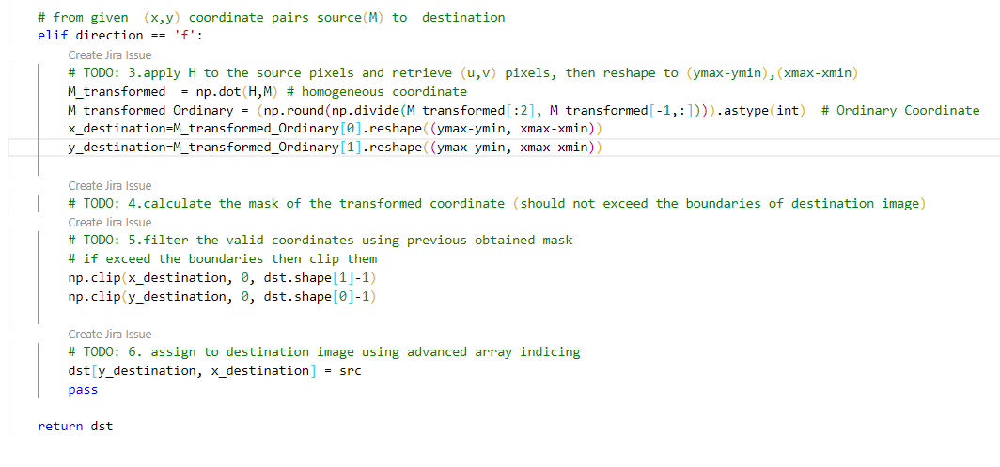 # from given  (x,y) coordinate pairs source(M) to  destination
elif direction == 'f':
Create Jira Issue
# TODO: 3.apply H to the source pixels and retrieve (u,v) pixels, then reshape to (ymax-ymin),(xmax-xmin)
M_transformed  = np.dot(H,M) # homogeneous coordinate
M_transformed_Ordinary = (np.round(np.divide(M_transformed[:2], M_transformed[-1,:]))).astype(int)  # Ordinary Coordinate
x_destination=M_transformed_Ordinary[0].reshape((ymax-ymin, xmax-xmin))
y_destination=M_transformed_Ordinary[1].reshape((ymax-ymin, xmax-xmin))
Create Jira Issue
# TODO: 4.calculate the mask of the transformed coordinate (should not exceed the boundaries of destination image)
Create Jira Issue
# TODO: 5.filter the valid coordinates using previous obtained mask
# if exceed the boundaries then clip them
np.clip(x_destination, 0, dst.shape[1]-1)
np.clip(y_destination, 0, dst.shape[0]-1)
Create Jira Issue
# TODO: 6. assign to destination image using advanced array indicing
dst[y_destination, x_destination] = src
pass
return dst